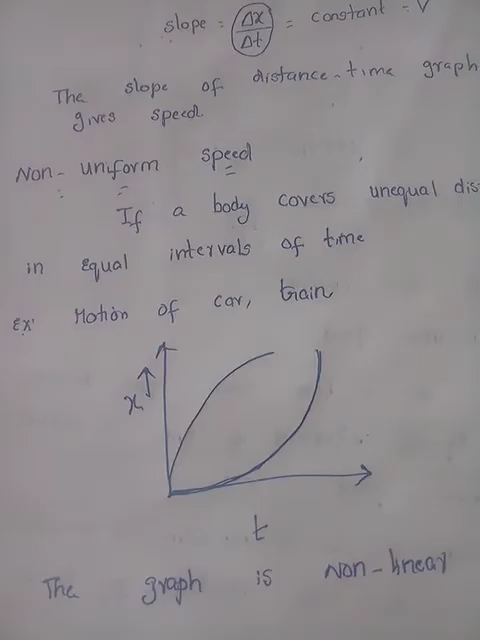 slope = Δx/Δt = constant = V
The slope of distance-time graph
gives speed
Non-uniform speed
If a body covers unequal dis
in equal intervals of time
Ex: Motion of car, train
x
t
The graph is non-linear